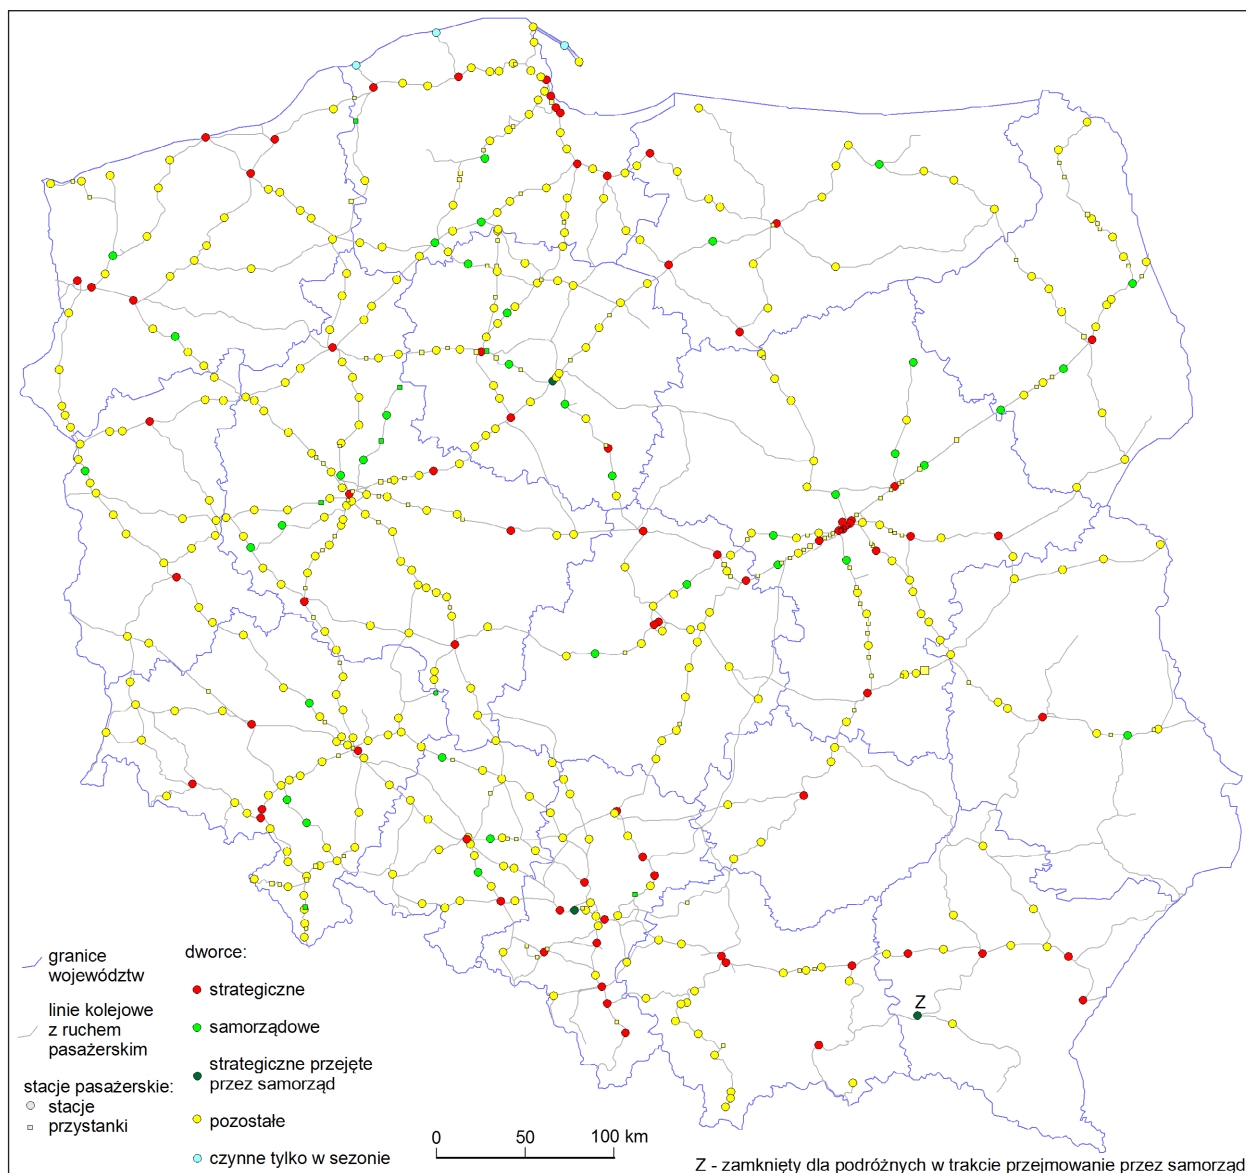 Z
granice
województw
linie kolejowe
z ruchem
pasażerskim
stacje pasażerskie:
stacje
przystanki
dworce:
strategiczne
samorządowe
strategiczne przejęte
przez samorząd
pozostałe
czynne tylko w sezonie
0 50 100 km
Z - zamknięty dla podróżnych w trakcie przejmowanie przez samorząd